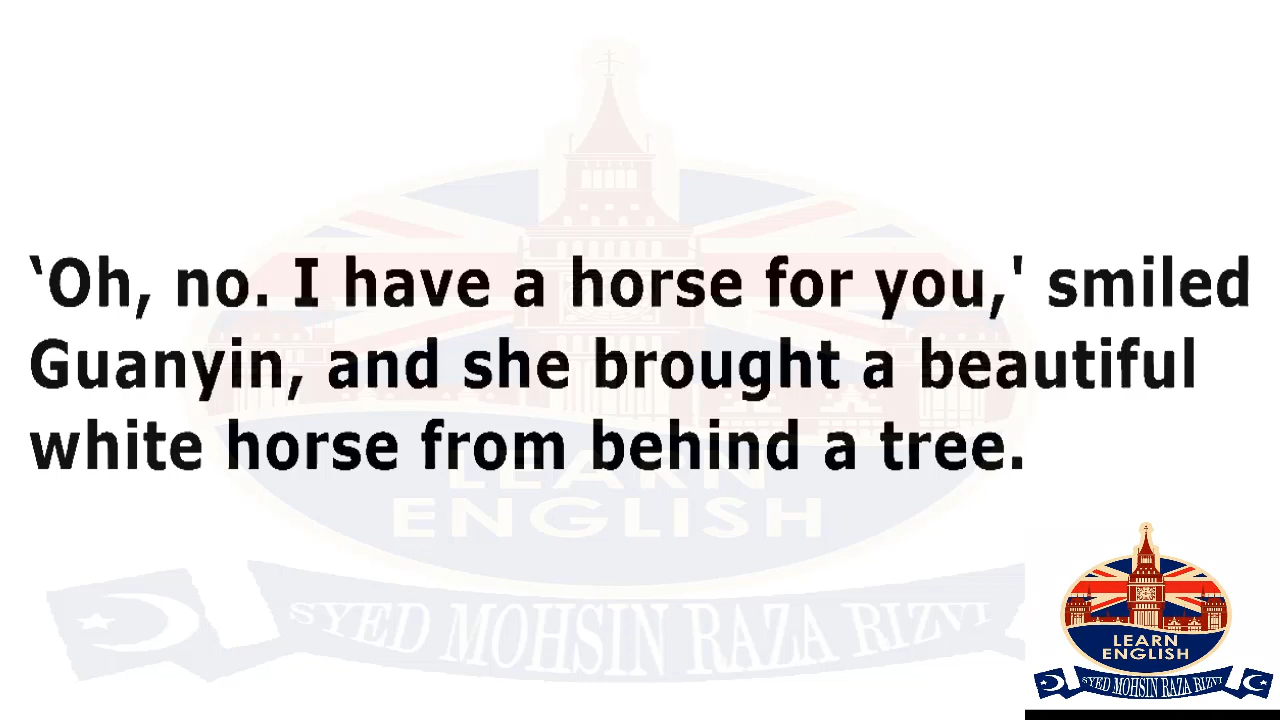 ‘Oh, no. I have a horse for you,' smiled
Guanyin, and she brought a beautiful
white horse from behind a tree.
LEARN
ENGLISH
SYED MOHSIN RAZA RIZVI
LEARN
ENGLISH
SYED MOHSIN RAZA RIZVI